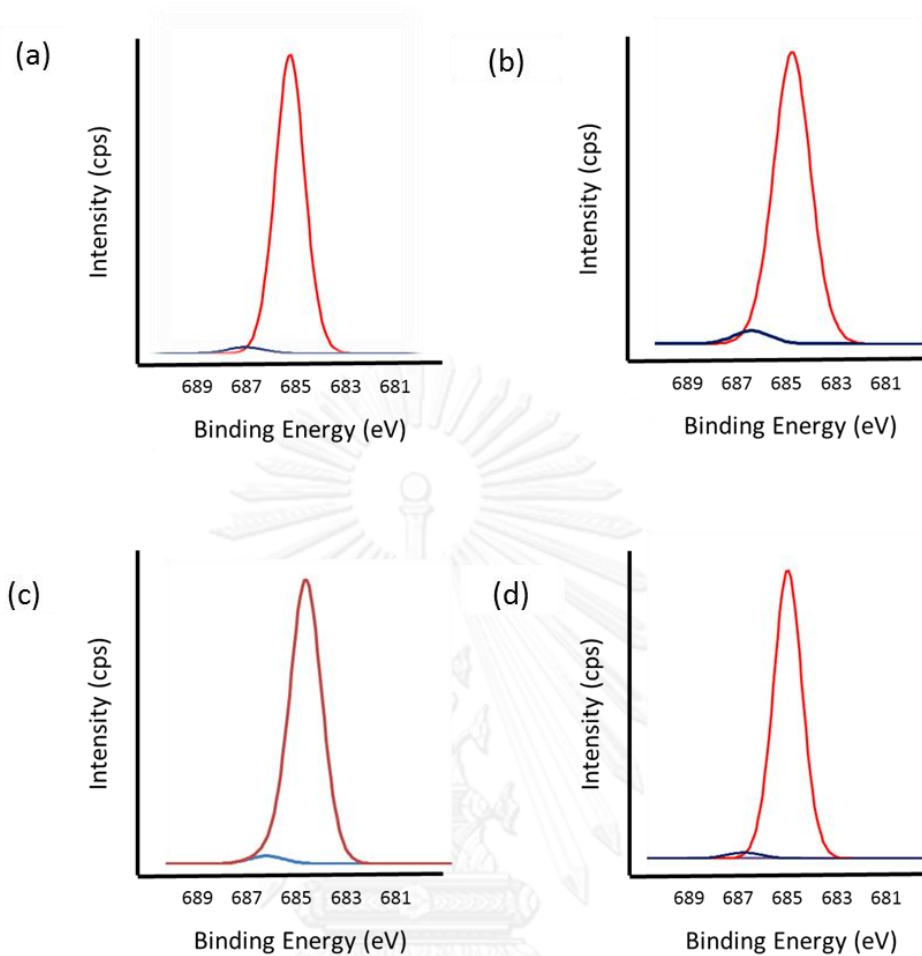 (a)
Intensity (cps)
689 687 685 683 681
Binding Energy (eV)
(b)
Intensity (cps)
689 687 685 683 681
Binding Energy (eV)
(c)
Intensity (cps)
689 687 685 683 681
Binding Energy (eV)
(d)
Intensity (cps)
689 687 685 683 681
Binding Energy (eV)